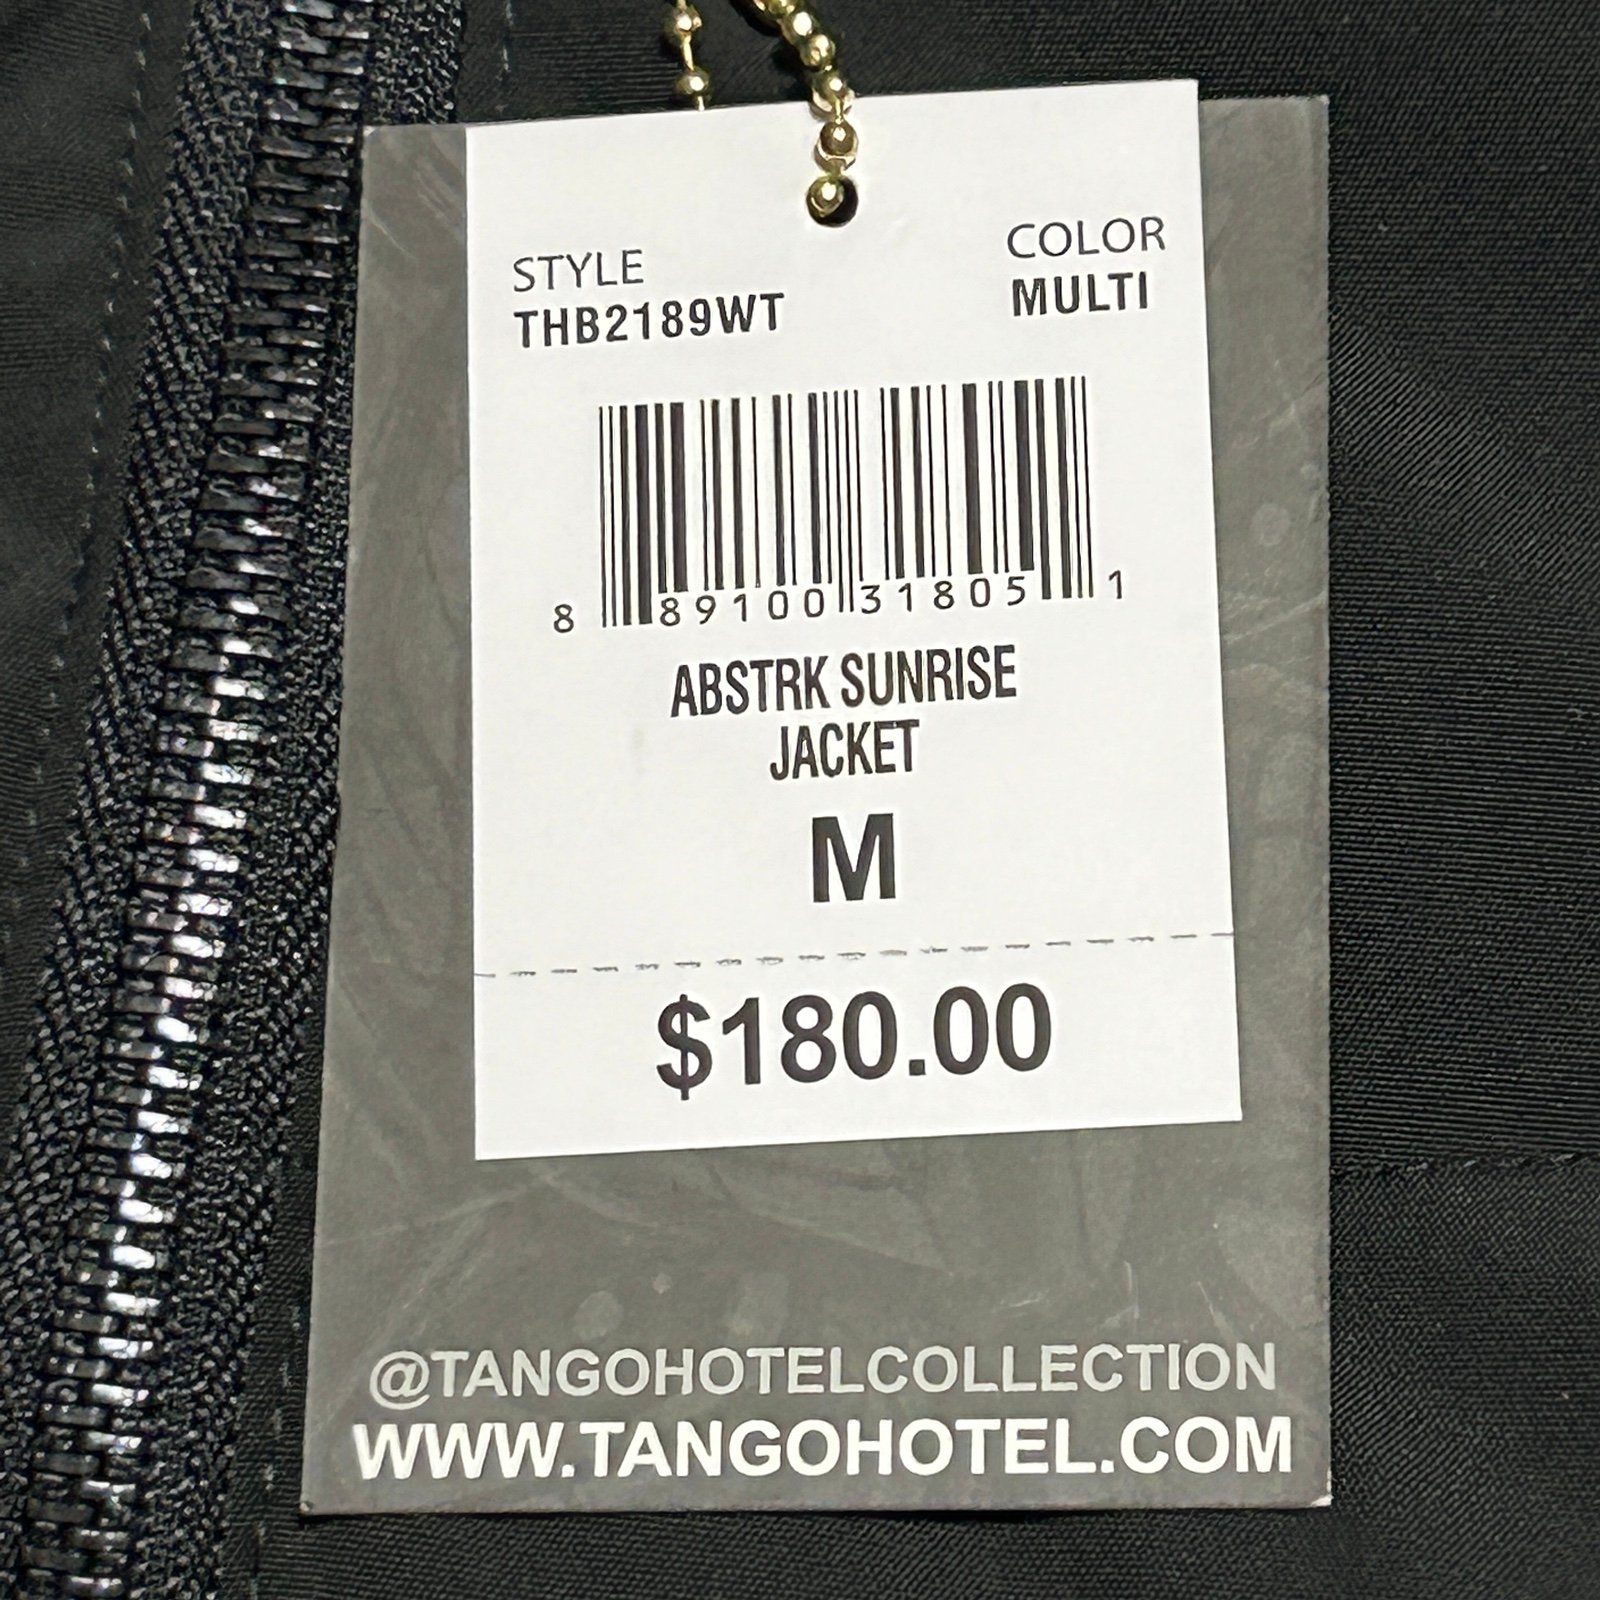 STYLE
THB2189WT
COLOR
MULTI
8 89100 31805 1
ABSTRK SUNRISE
JACKET
M
$180.00
@TANGOHOTELCOLLECTION
WWW.TANGOHOTEL.COM